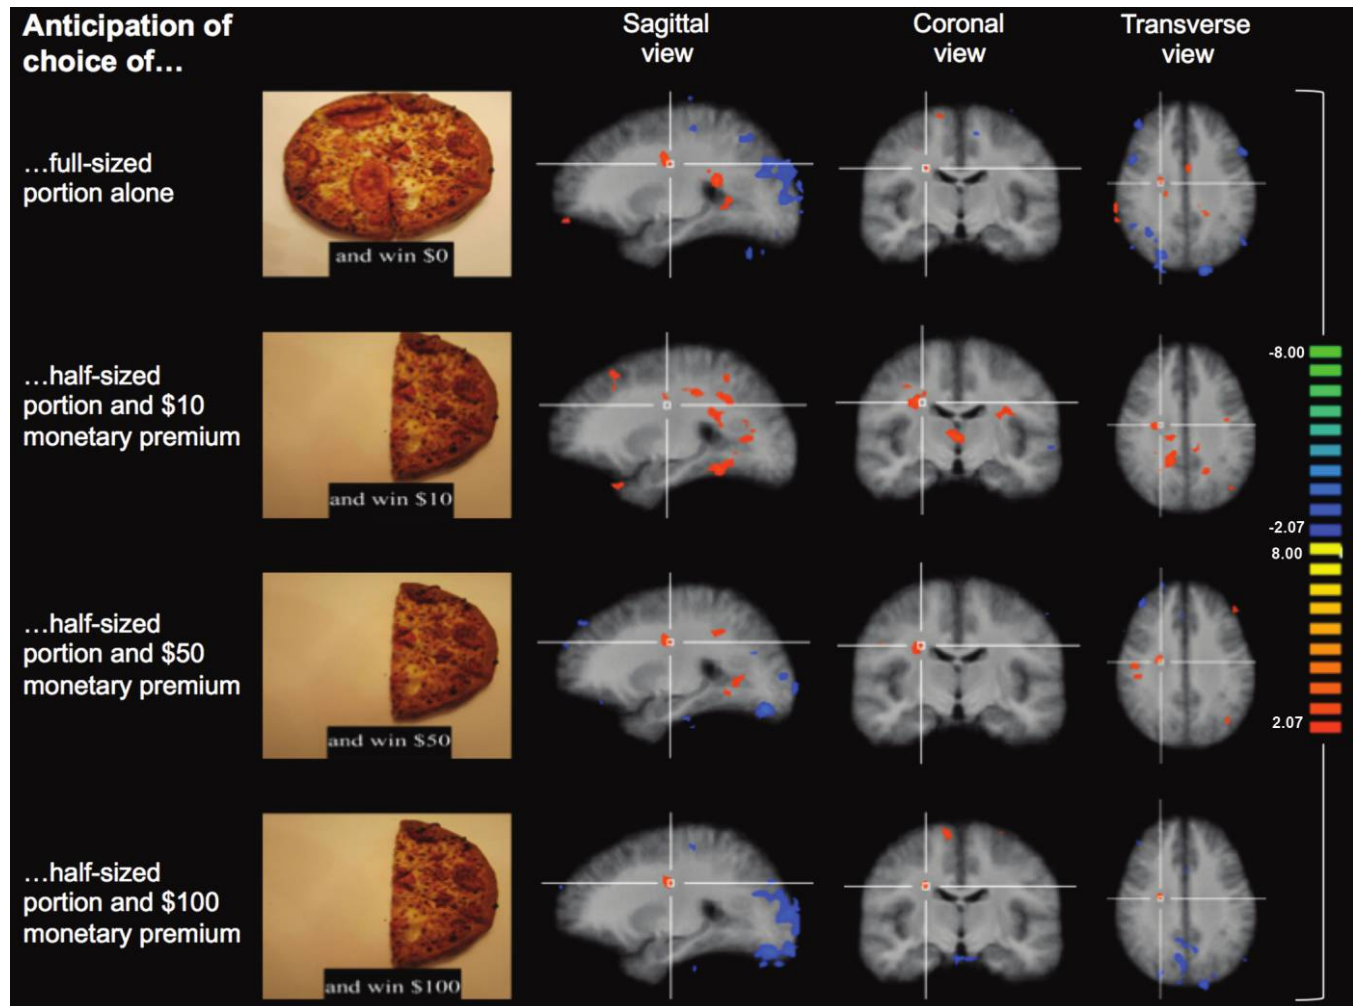 Anticipation of
choice of…
Sagittal
view
Coronal
view
Transverse
view
…full-sized
portion alone
and win $0
…half-sized
portion and $10
monetary premium
and win $10
-8.00
-2.07
8.00
…half-sized
portion and $50
monetary premium
and win $50
2.07
…half-sized
portion and $100
monetary premium
and win $100